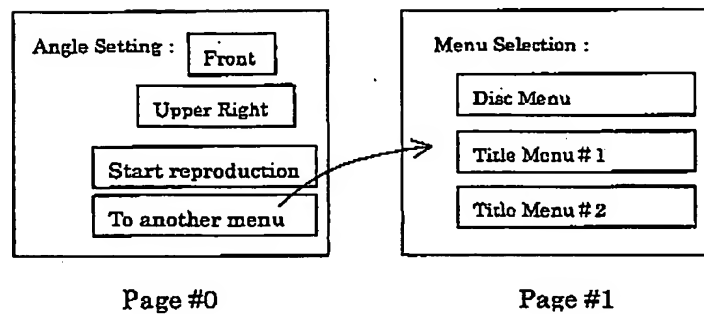 Angle Setting :
Front
Upper Right
Start reproduction
To another menu
Page #0
Menu Selection :
Disc Menu
Title Menu # 1
Title Menu # 2
Page #1